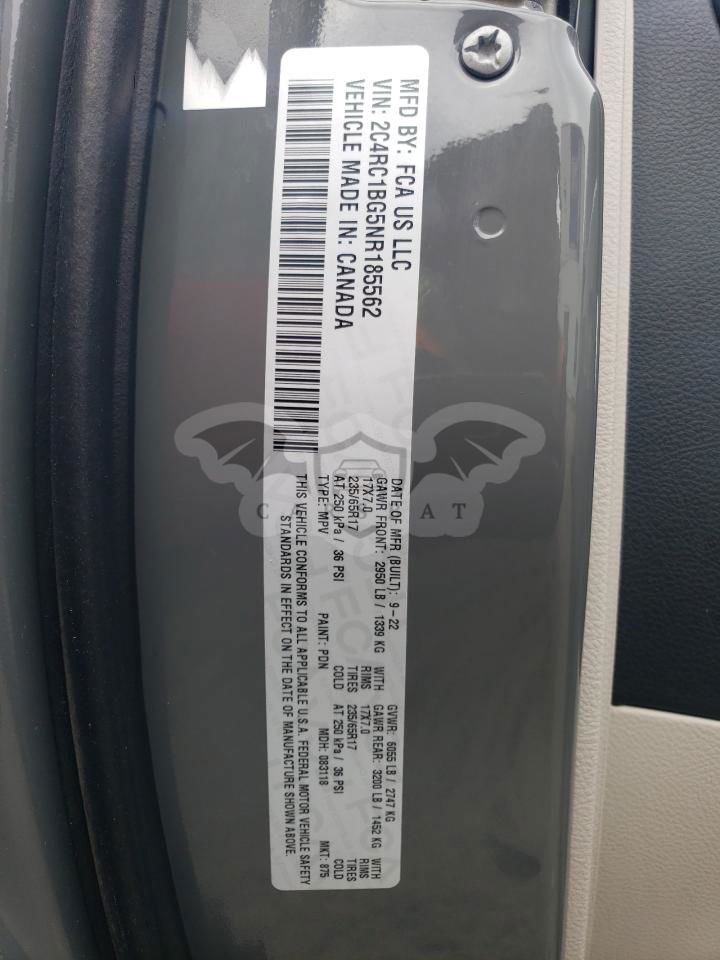 MFD BY: FCA US LLC
VIN: 2C4RC1BG5NR185562
VEHICLE MADE IN: CANADA
DATE OF MFR (BUILT): 9-22 GVWR: 6055 LB / 2747 KG
GAWR FRONT: 2950 LB / 1339 KG WITH GAWR REAR: 3200 LB / 1452 KG WITH
17X7.0 RIMS 17X7.0 RIMS
235/65R17 TIRES 235/65R17 TIRES
AT 250 kPa / 36 PSI COLD AT 250 kPa / 36 PSI COLD
TYPE: MPV PAINT: PDN MDH: 083118 MKT: 875
THIS VEHICLE CONFORMS TO ALL APPLICABLE U.S.A. FEDERAL MOTOR VEHICLE SAFETY
STANDARDS IN EFFECT ON THE DATE OF MANUFACTURE SHOWN ABOVE.